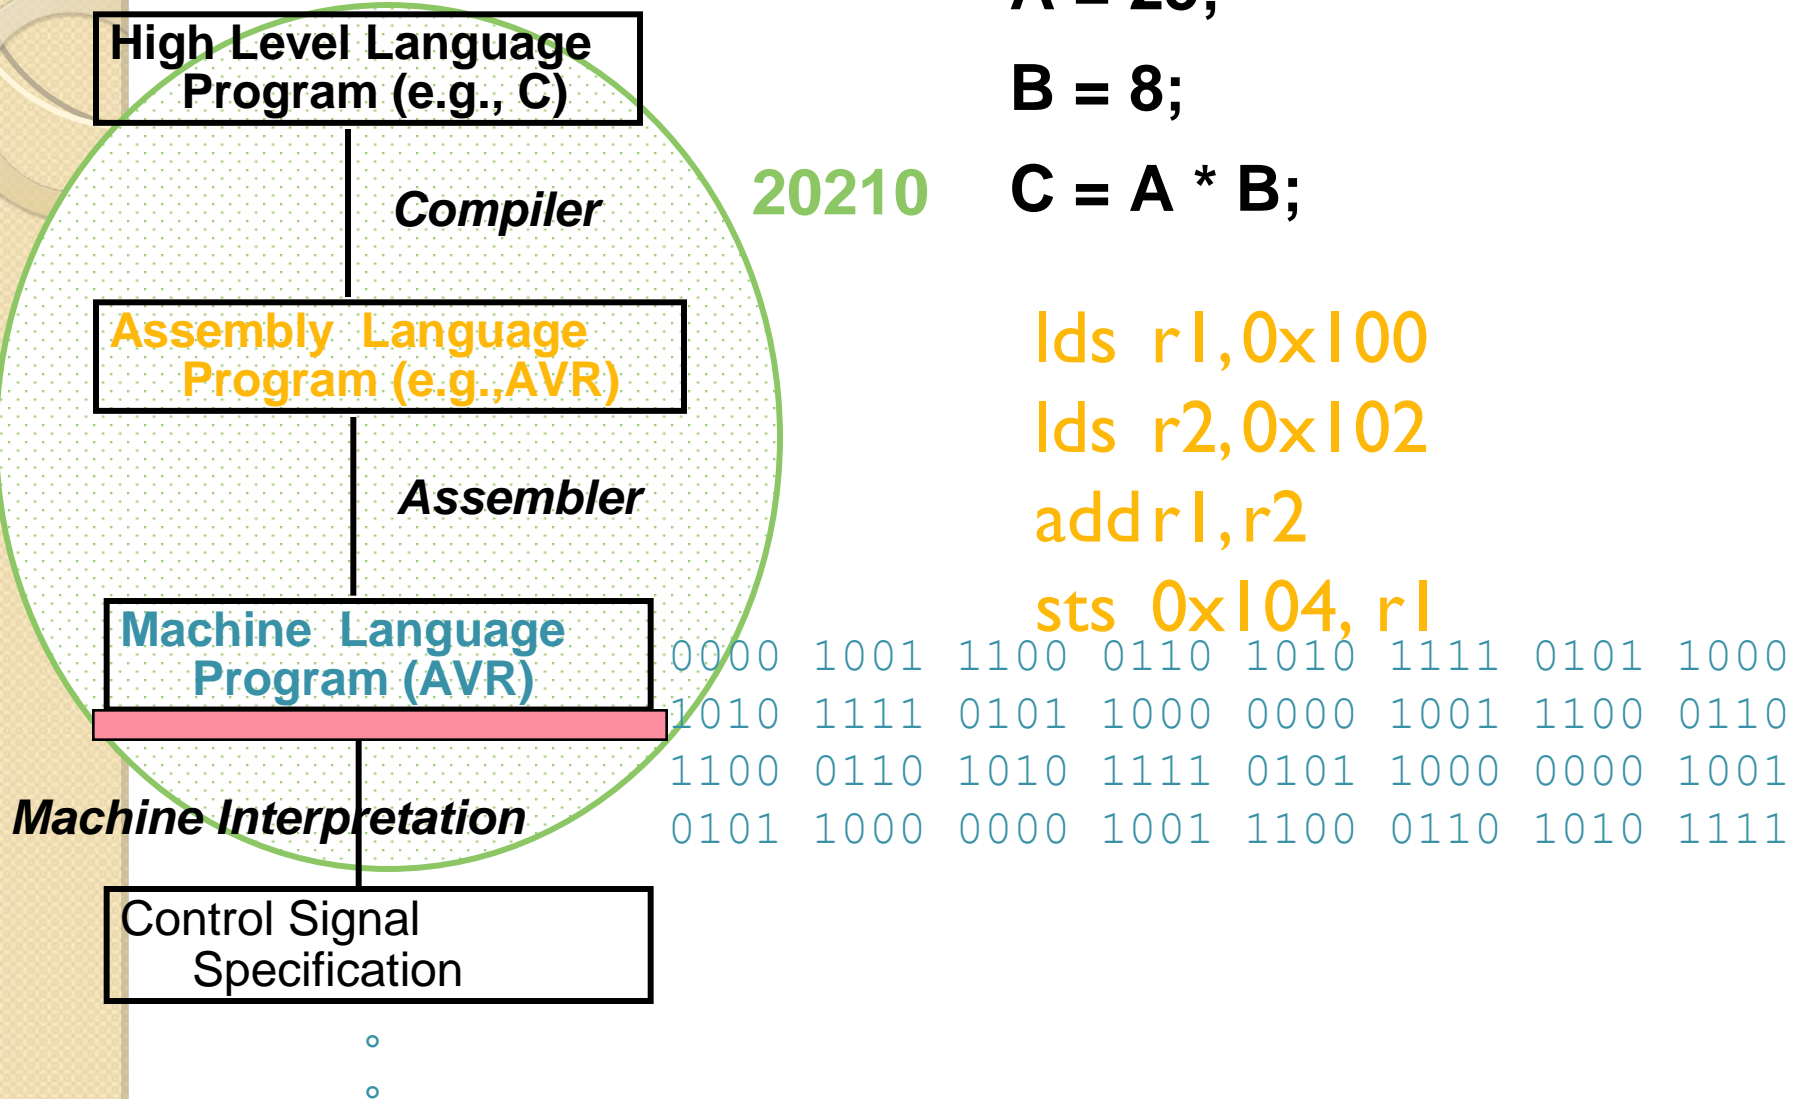 High Level Language
Program (e.g., C)
Compiler
Assembly Language
Program (e.g.,AVR)
Assembler
Machine Language
Program (AVR)
Machine Interpretation
Control Signal
Specification
B = 8;
20210 C = A * B;
lds r1,0x100
lds r2,0x102
add r1,r2
sts 0x104, r1
0000 1001 1100 0110 1010 1111 0101 1000
1010 1111 0101 1000 0000 1001 1100 0110
1100 0110 1010 1111 0101 1000 0000 1001
0101 1000 0000 1001 1100 0110 1010 1111